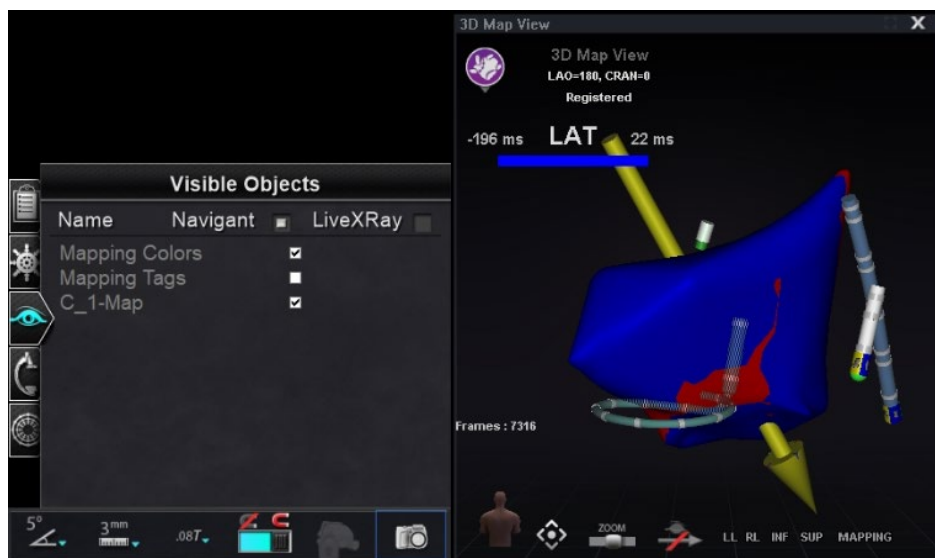 3D Map View
3D Map View
LAO=180, CRAN=0
Registered
-196 ms LAT 22 ms
Visible Objects
Name Navigant LiveXRay
Mapping Colors
Mapping Tags
C_1-Map
Frames : 7316
5° 3mm .08T
ZOOM
LL RL INF SUP MAPPING